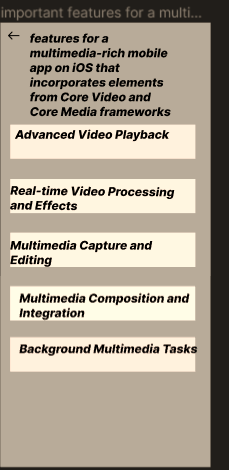 important features for a multi...
←
features for a
multimedia-rich mobile
app on iOS that
incorporates elements
from Core Video and
Core Media frameworks
Advanced Video Playback
Real-time Video Processing
and Effects
Multimedia Capture and
Editing
Multimedia Composition and
Integration
Background Multimedia Tasks